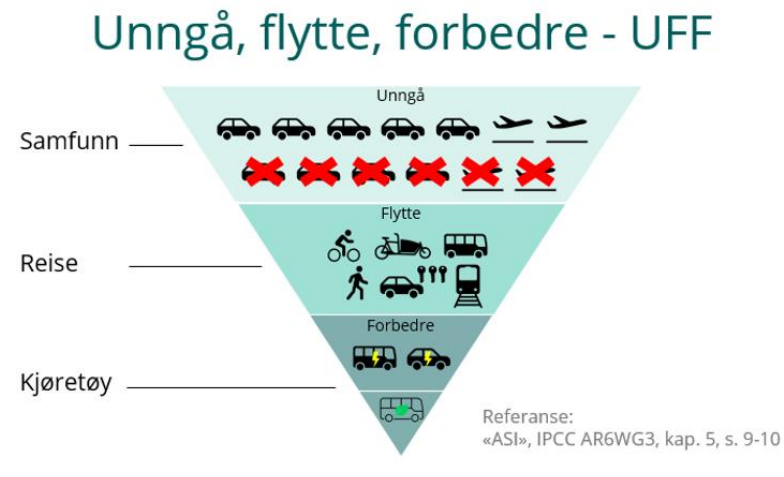 Unngå, flytte, forbedre - UFF
Unngå
Samfunn
Flytte
Reise
Forbedre
Kjøretøy
Referanse:
«ASI», IPCC AR6WG3, kap. 5, s. 9-10